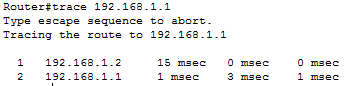 Router#trace 192.168.1.1
Type escape sequence to abort.
Tracing the route to 192.168.1.1
1 192.168.1.2 15 msec 0 msec 0 msec
2 192.168.1.1 1 msec 3 msec 1 msec